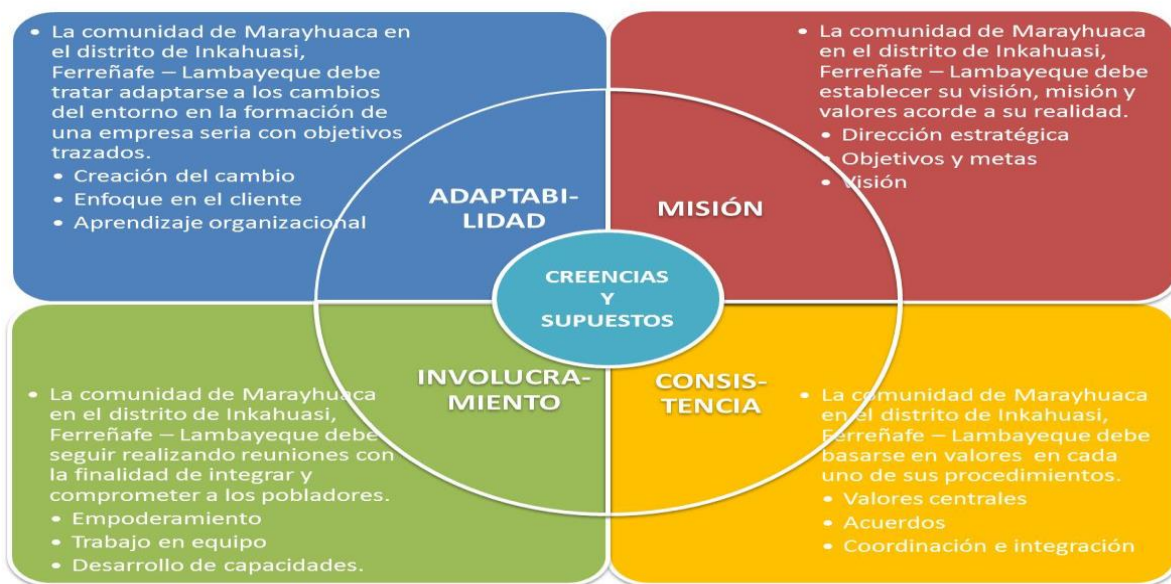 • La comunidad de Marayhuaca en
el distrito de Inkahuasi,
Ferreñafe – Lambayeque debe
tratar adaptarse a los cambios
del entorno en la formación de
una empresa seria con objetivos
trazados.
• Creación del cambio
• Enfoque en el cliente
• Aprendizaje organizacional
ADAPTABI-
LIDAD
• La comunidad de Marayhuaca
en el distrito de Inkahuasi,
Ferreñafe – Lambayeque debe
establecer su visión, misión y
valores acorde a su realidad.
• Dirección estratégica
• Objetivos y metas
• Visión
MISIÓN
CREENCIAS
Y
SUPUESTOS
INVOLUCRA-
MIENTO
• La comunidad de Marayhuaca
en el distrito de Inkahuasi,
Ferreñafe – Lambayeque debe
seguir realizando reuniones con
la finalidad de integrar y
comprometer a los pobladores.
• Empoderamiento
• Trabajo en equipo
• Desarrollo de capacidades.
CONSIS-
TENCIA
• La comunidad de Marayhuaca
en el distrito de Inkahuasi,
Ferreñafe – Lambayeque debe
basarse en valores en cada
uno de sus procedimientos.
• Valores centrales
• Acuerdos
• Coordinación e integración